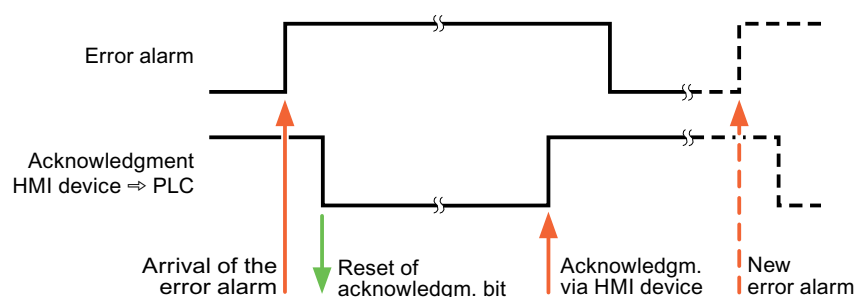 Error alarm
Acknowledgment
HMI device ⇨ PLC
Arrival of the
error alarm
Reset of
acknowledgm. bit
Acknowledgm.
via HMI device
New
error alarm